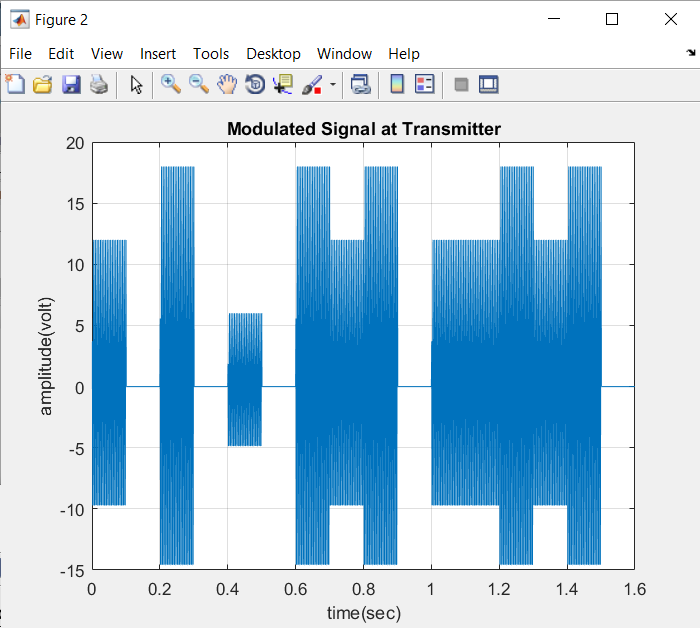 Figure 2
File Edit View Insert Tools Desktop Window Help
Modulated Signal at Transmitter
20
15
10
5
0
-5
-10
-15
amplitude(volt)
0 0.2 0.4 0.6 0.8 1 1.2 1.4 1.6
time(sec)